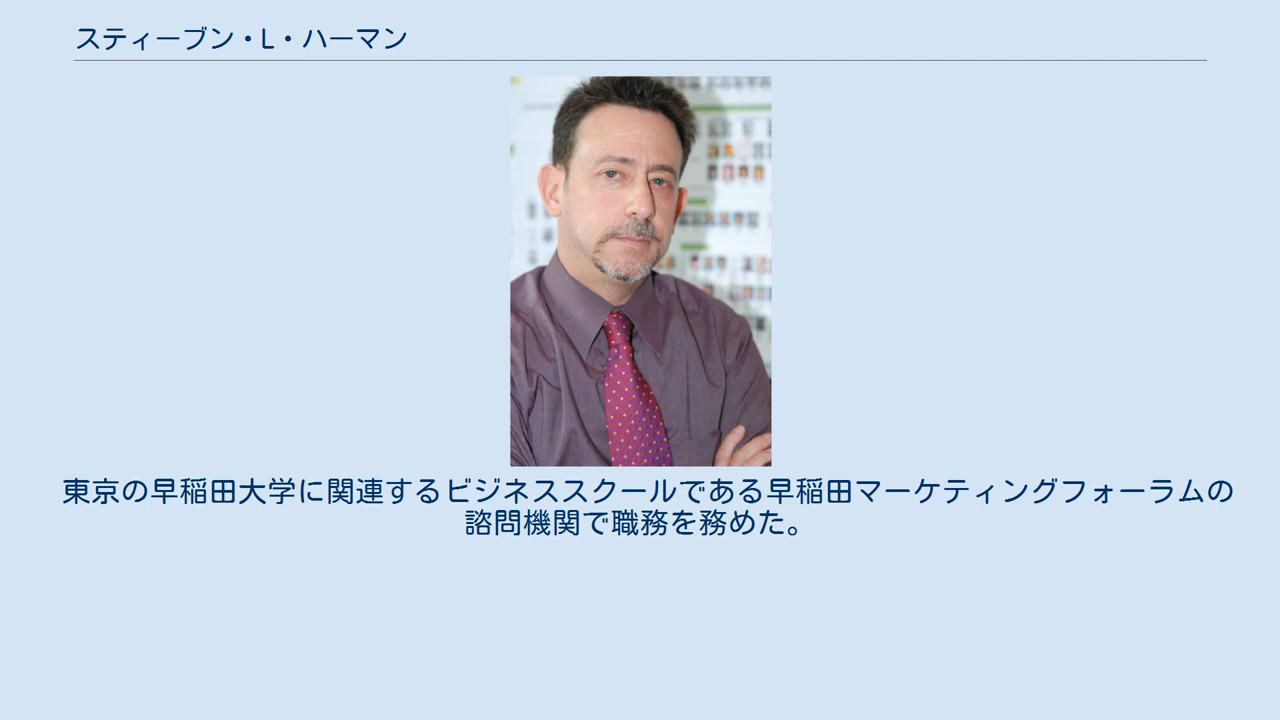 スティーブン・L・ハーマン
東京の早稲田大学に関連するビジネススクールである早稲田マーケティングフォーラムの
諮問機関で職務を務めた。